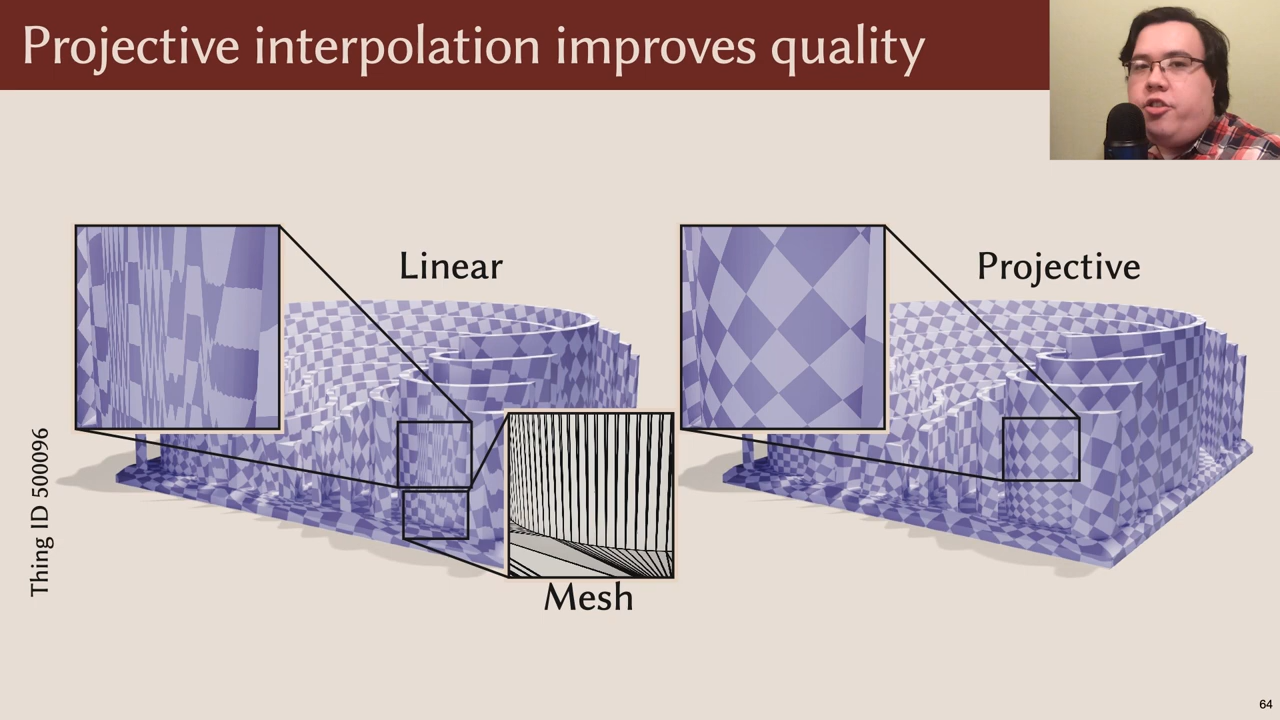 Projective interpolation improves quality
Linear
Projective
Thing ID 500096
Mesh
64